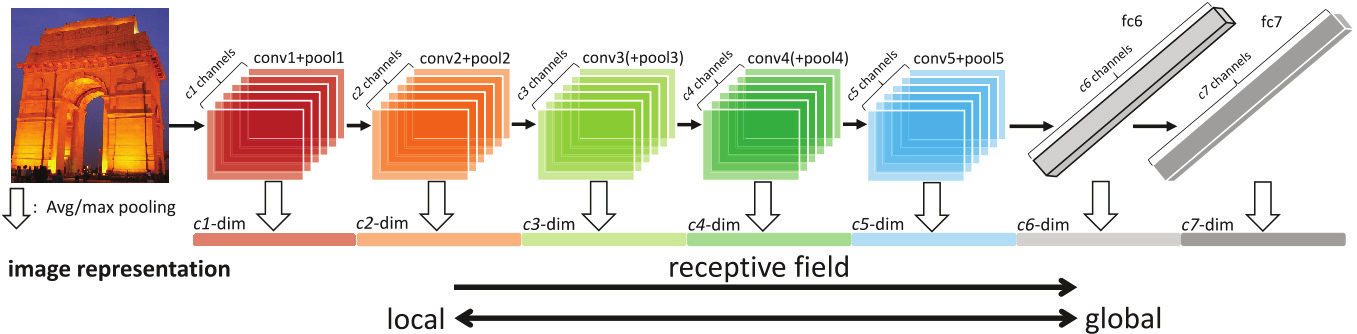 conv1+pool1
conv2+pool2
conv3(+pool3)
conv4(+pool4)
conv5+pool5
fc6
fc7
c1 channels
c2 channels
c3 channels
c4 channels
c5 channels
c6 channels
c7 channels
: Avg/max pooling
c1-dim
c2-dim
c3-dim
c4-dim
c5-dim
c6-dim
c7-dim
image representation
receptive field
local
global